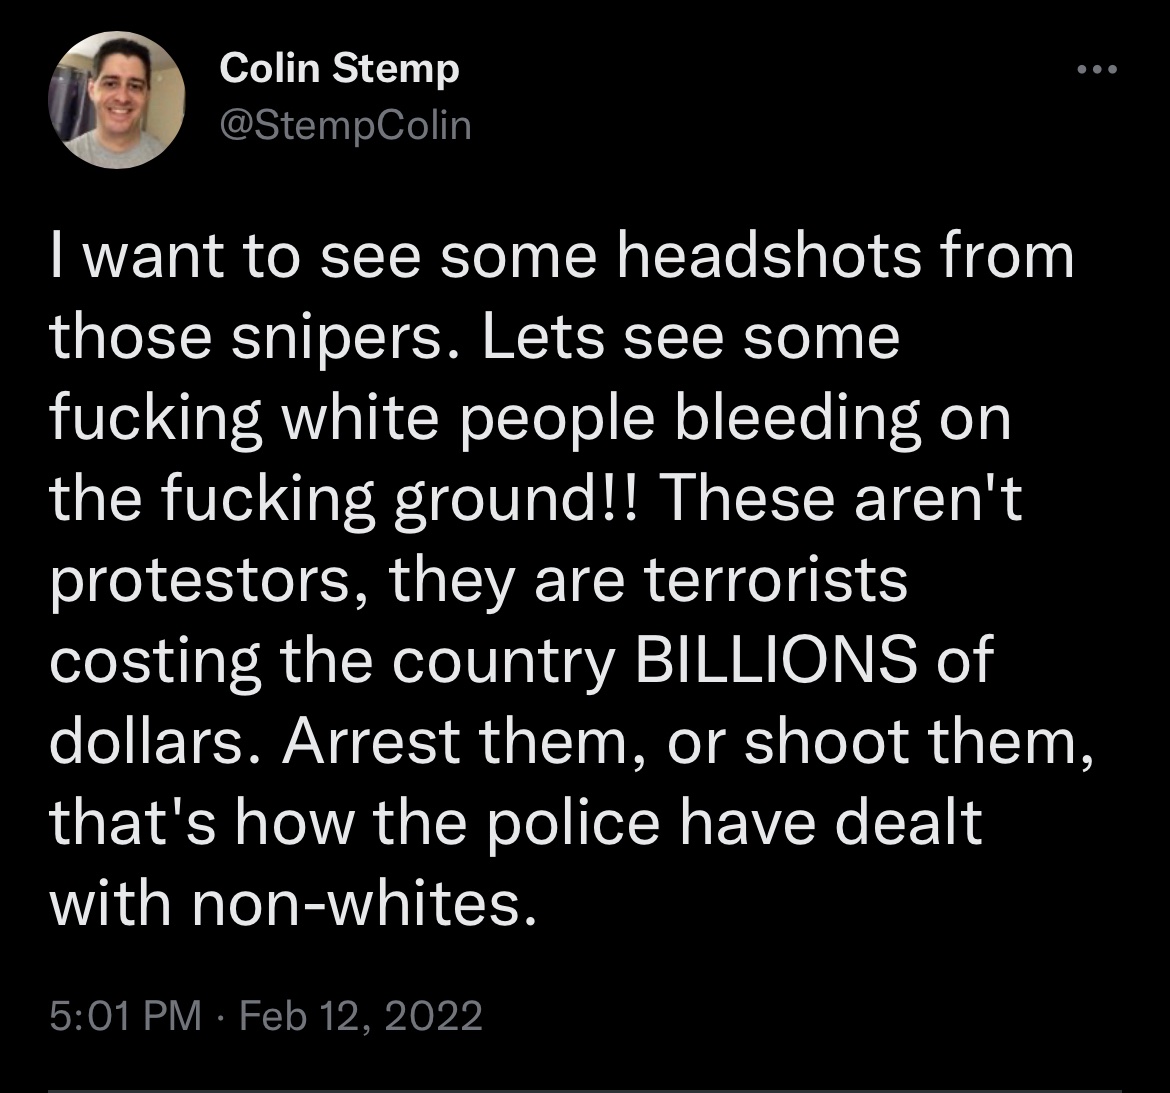 Colin Stemp
@StempColin
I want to see some headshots from
those snipers. Lets see some
fucking white people bleeding on
the fucking ground!! These aren't
protestors, they are terrorists
costing the country BILLIONS of
dollars. Arrest them, or shoot them,
that's how the police have dealt
with non-whites.
5:01 PM · Feb 12, 2022